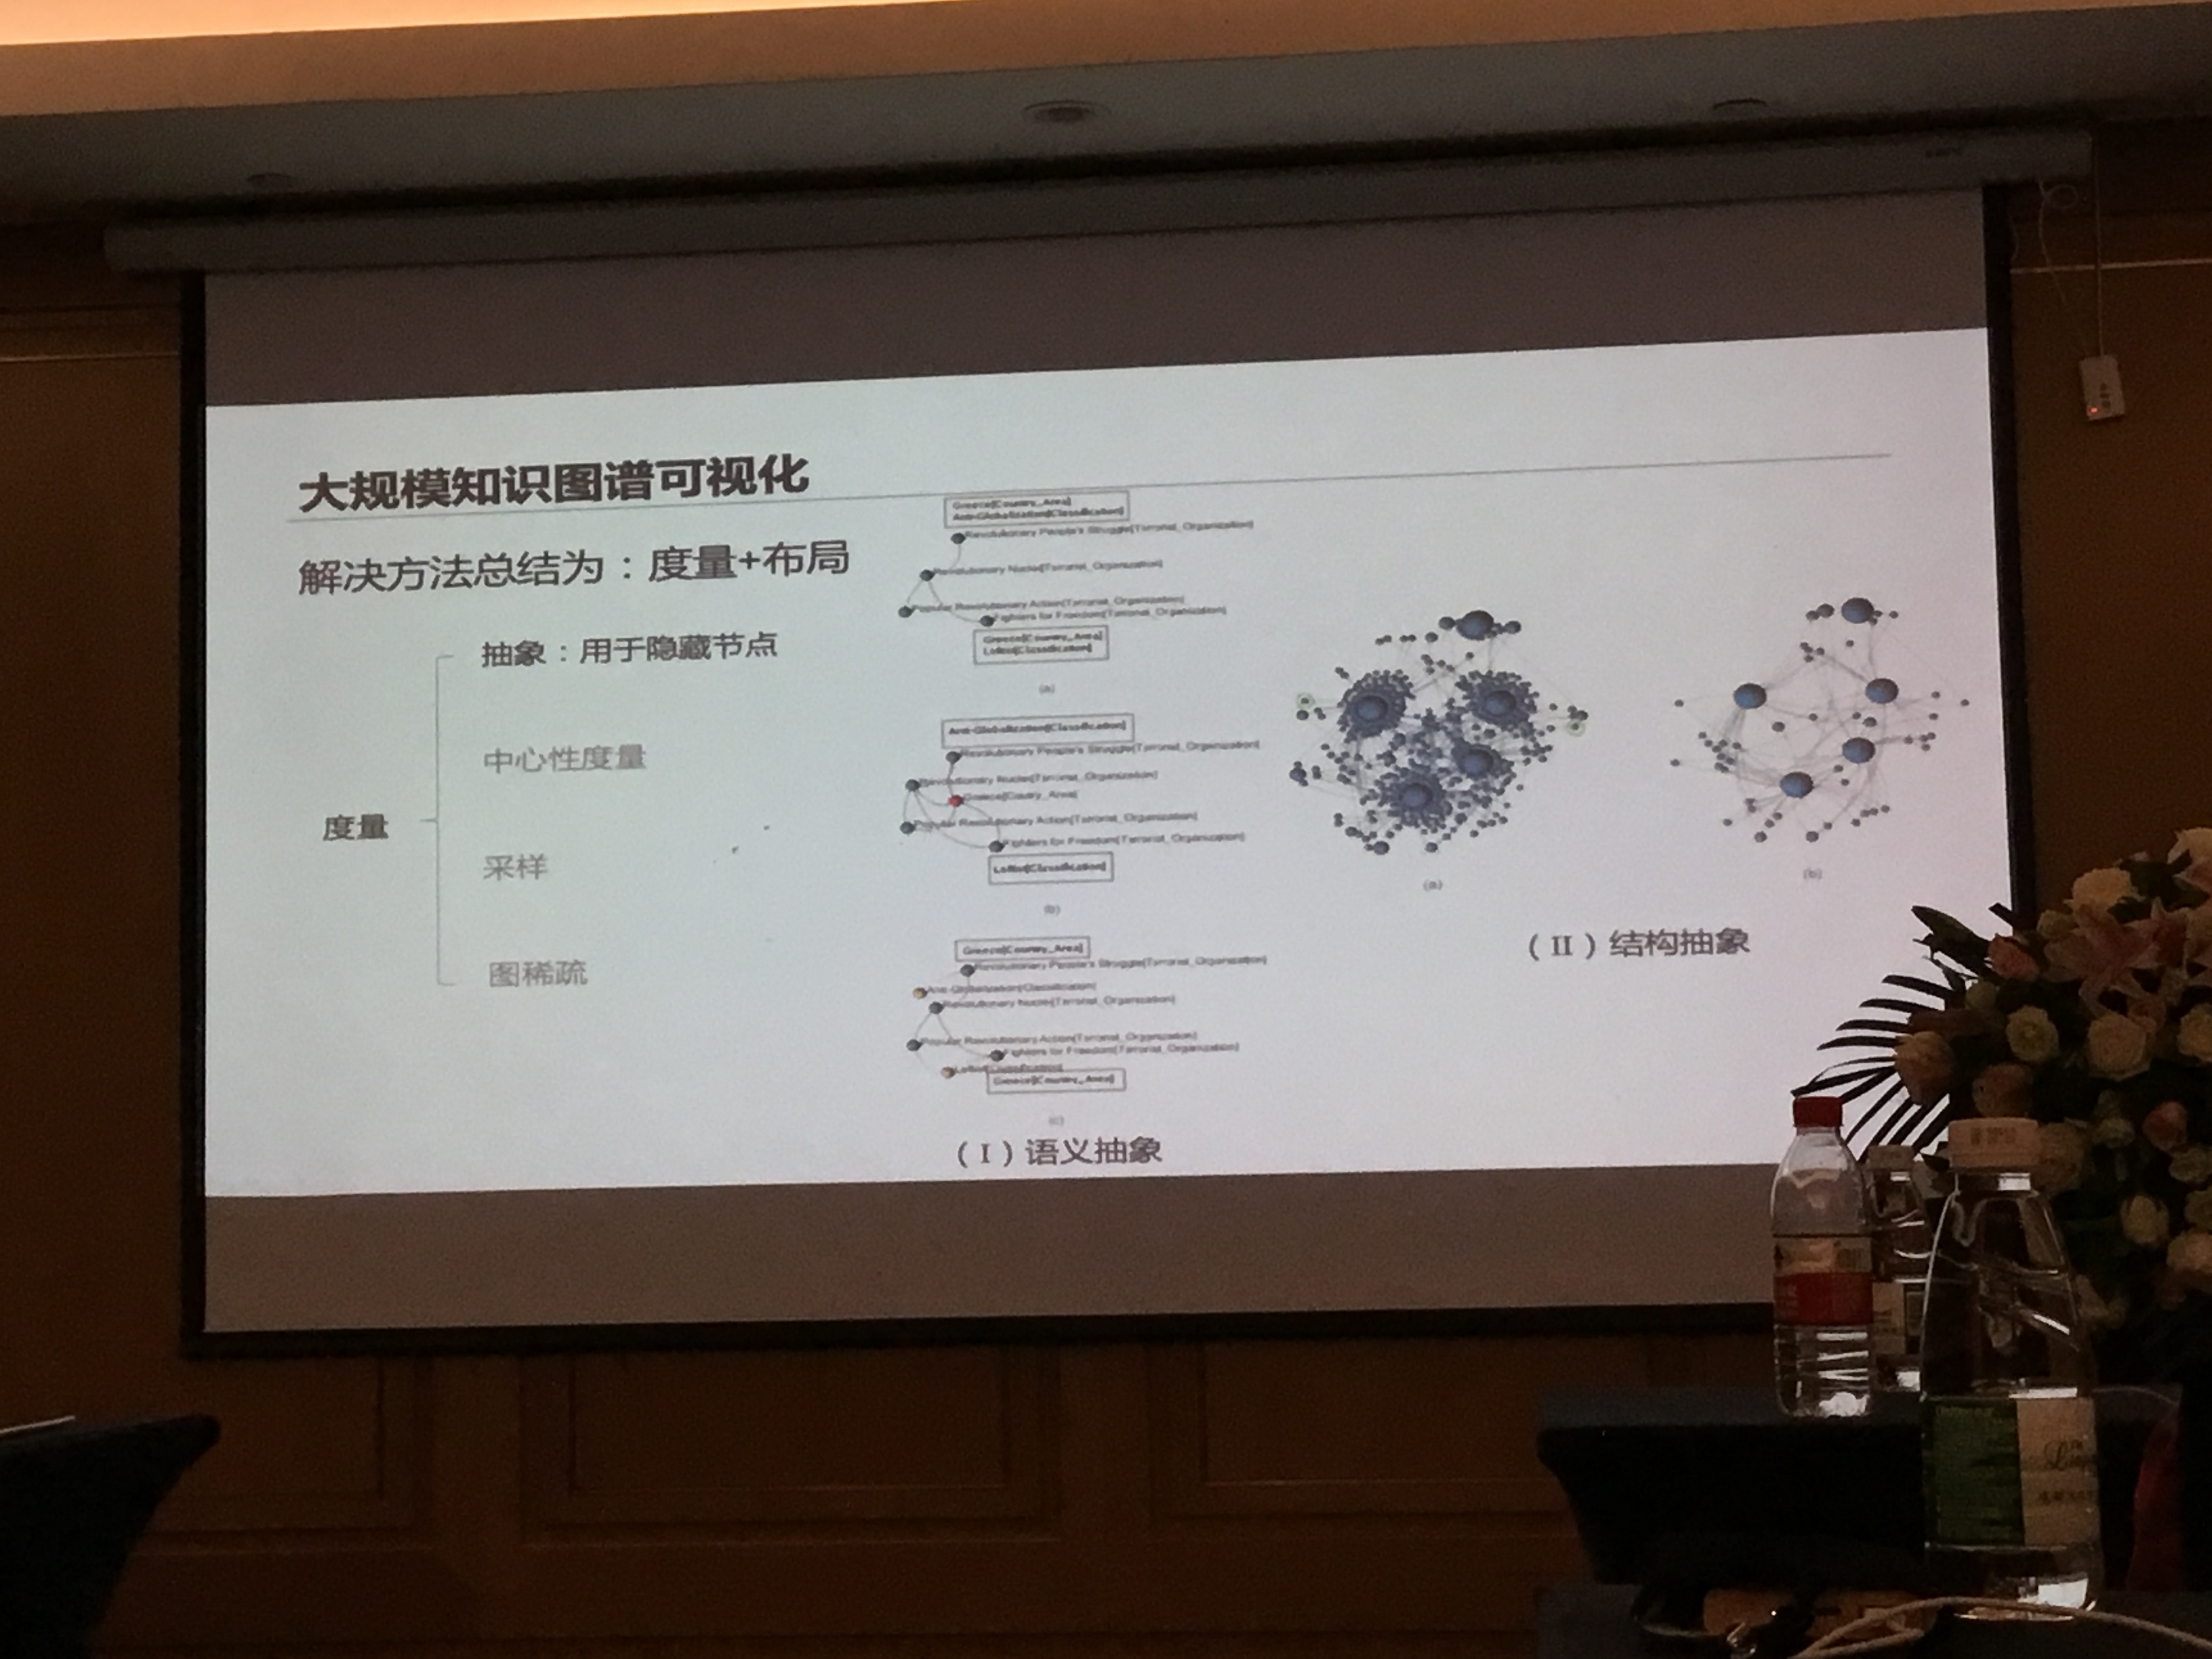 大规模知识图谱可视化
解决方法总结为：度量+布局
度量
抽象：用于隐藏节点
中心性度量
采样
图稀疏
Greece[Country_Area]
Anti-Globalization[Classification]
Revolutionary People's Struggle[Terrorist_Organization]
Revolutionary Nuclei[Terrorist_Organization]
Popular Revolutionary Action[Terrorist_Organization]
Fighters for Freedom[Terrorist_Organization]
Greece[Country_Area]
Leftist[Classification]
(a)
Anti-Globalization[Classification]
Revolutionary People's Struggle[Terrorist_Organization]
Revolutionary Nuclei[Terrorist_Organization]
Popular Revolutionary Action[Terrorist_Organization]
Fighters for Freedom[Terrorist_Organization]
Leftist[Classification]
(b)
Greece[Country_Area]
Revolutionary People's Struggle[Terrorist_Organization]
Anti-Globalization[Classification]
Revolutionary Nuclei[Terrorist_Organization]
Popular Revolutionary Action[Terrorist_Organization]
Fighters for Freedom[Terrorist_Organization]
Leftist[Classification]
Greece[Country_Area]
(c)
（I）语义抽象
(a)
(b)
（II）结构抽象